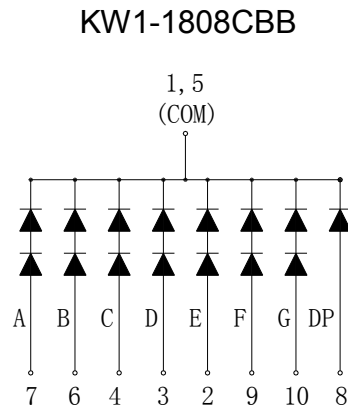 KW1-1808CBB
1,5
(COM)
A B C D E F G DP
7 6 4 3 2 9 10 8